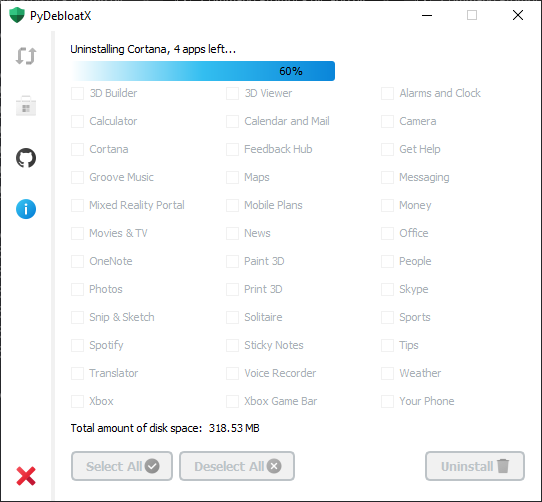 PyDebloatX
Uninstalling Cortana, 4 apps left...
60%
3D Builder 3D Viewer Alarms and Clock
Calculator Calendar and Mail Camera
Cortana Feedback Hub Get Help
Groove Music Maps Messaging
Mixed Reality Portal Mobile Plans Money
Movies & TV News Office
OneNote Paint 3D People
Photos Print 3D Skype
Snip & Sketch Solitaire Sports
Spotify Sticky Notes Tips
Translator Voice Recorder Weather
Xbox Xbox Game Bar Your Phone
Total amount of disk space: 318.53 MB
Select All Deselect All Uninstall